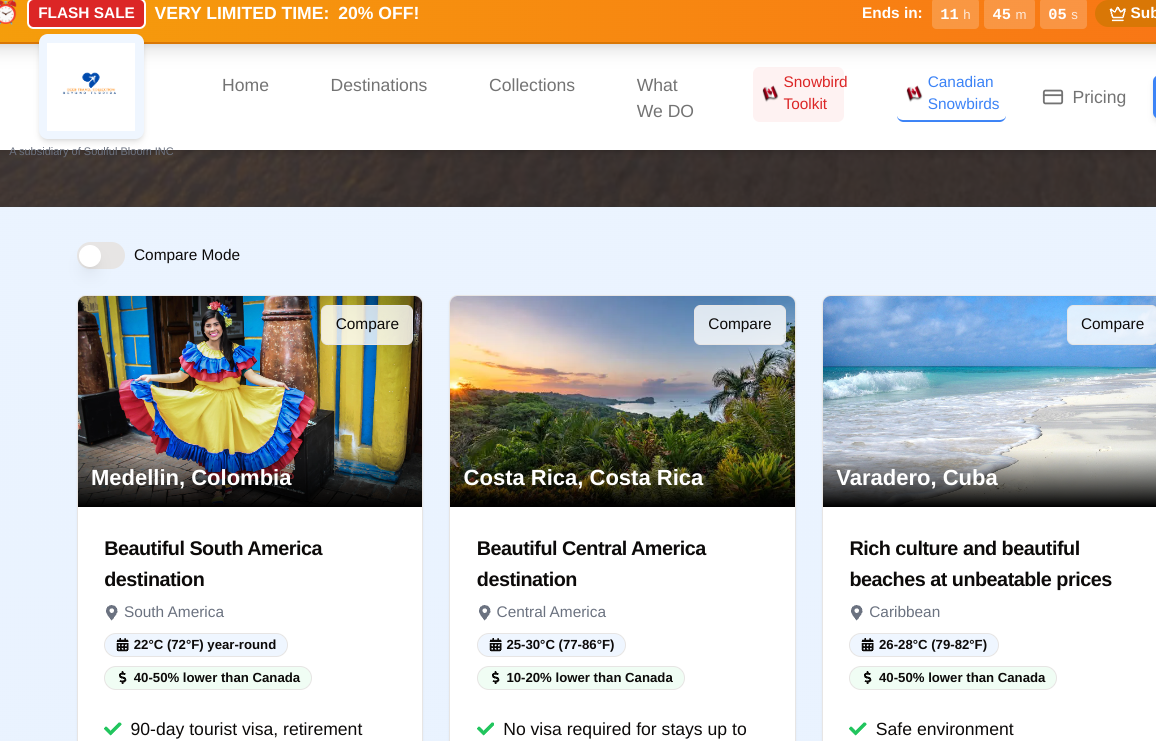 FLASH SALE VERY LIMITED TIME: 20% OFF! Ends in: 11 h 45 m 05 s
Home Destinations Collections What We DO Snowbird Toolkit Canadian Snowbirds Pricing
A subsidiary of Soulful Bloom INC
Compare Mode
Compare
Medellin, Colombia
Beautiful South America
destination
South America
22°C (72°F) year-round
40-50% lower than Canada
90-day tourist visa, retirement
Compare
Costa Rica, Costa Rica
Beautiful Central America
destination
Central America
25-30°C (77-86°F)
10-20% lower than Canada
No visa required for stays up to
Compare
Varadero, Cuba
Rich culture and beautiful
beaches at unbeatable prices
Caribbean
26-28°C (79-82°F)
40-50% lower than Canada
Safe environment